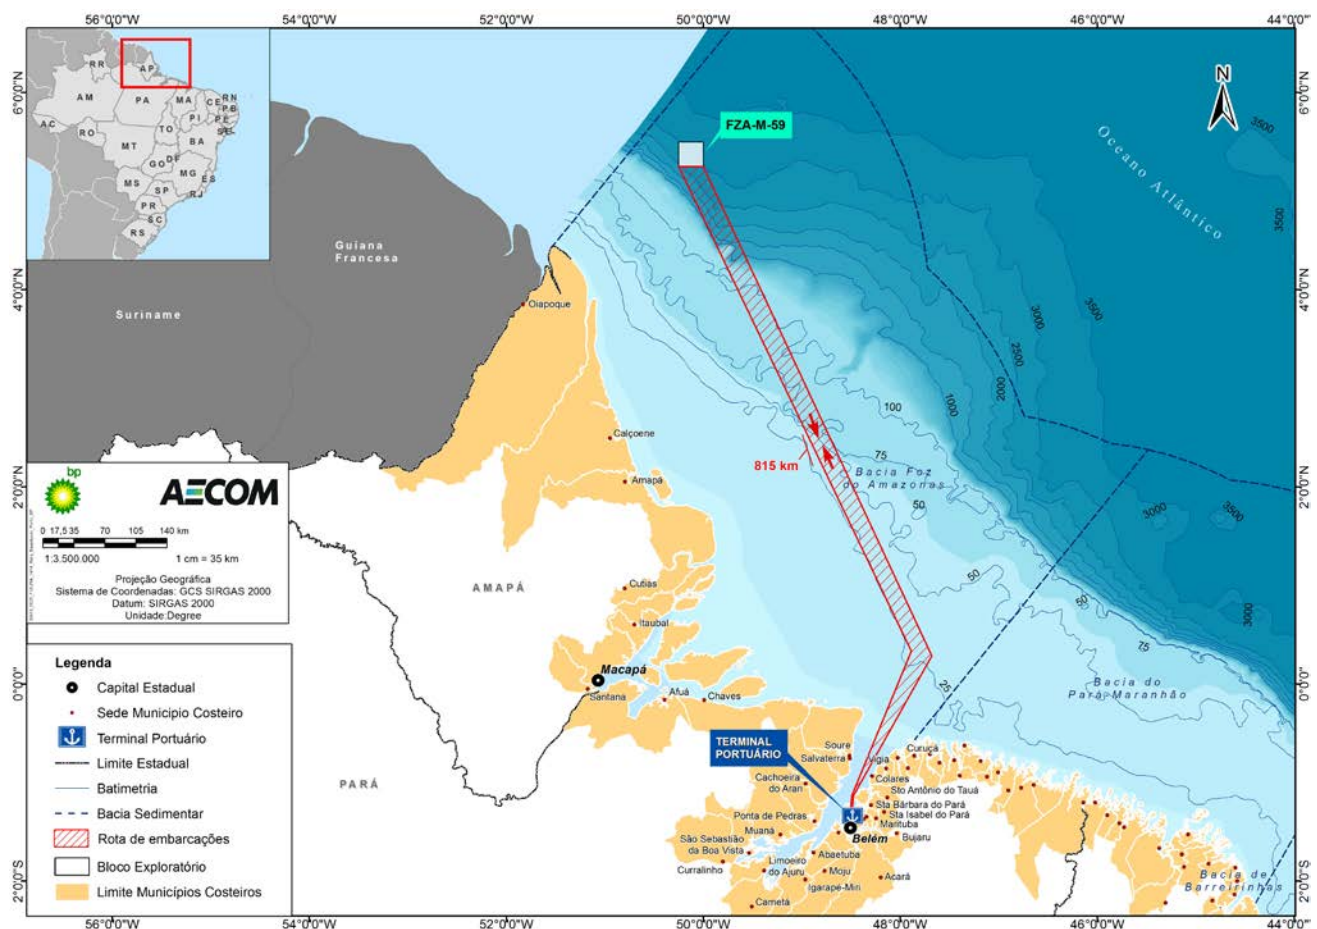 56°0'0"O
54°0'0"O
52°0'0"O
50°0'0"O
48°0'0"O
46°0'0"O
44°0'0"O
6°0'0"N
4°0'0"N
2°0'0"N
0°0'0"
2°0'0"S
RR
AP
AM
PA
MA
CE
RN
PB
PI
PE
AC
RO
TO
BA
MT
DF
GO
MG
MS
ES
SP
RJ
PR
SC
RS
N
FZA-M-59
Oceano Atlântico
3500
3500
3500
3000
2500
2000
1000
100
75
50
50
50
75
25
3000
3500
3000
Guiana
Francesa
Suriname
Oiapoque
Calçoene
Amapá
815 km
Bacia Foz
do Amazonas
bp
AECOM
0 17,5 35 70 105 140 km
1:3.500.000 1 cm = 35 km
Projeção Geográfica
Sistema de Coordenadas: GCS SIRGAS 2000
Datum: SIRGAS 2000
Unidade:Degree
AMAPÁ
Cutias
Itaubal
Macapá
Santana
Afuá
Chaves
Bacia do
Pará-Maranhão
PARÁ
TERMINAL
PORTUÁRIO
Soure
Salvaterra
Cachoeira
do Arari
Vigia
Curuçá
Colares
Sto Antônio do Tauá
Sta Bárbara do Pará
Sta Isabel do Pará
Marituba
Ponta de Pedras
Muaná
Belém
Bujaru
São Sebastião
da Boa Vista
Curralinho
Limoeiro
do Ajuru
Abaetuba
Moju
Igarapé-Miri
Acará
Cametá
Bacia de
Barreirinhas
Legenda
Capital Estadual
Sede Municipio Costeiro
Terminal Portuário
Limite Estadual
Batimetria
Bacia Sedimentar
Rota de embarcações
Bloco Exploratório
Limite Municípios Costeiros
56°0'0"O
54°0'0"O
52°0'0"O
50°0'0"O
48°0'0"O
46°0'0"O
44°0'0"O
6°0'0"N
4°0'0"N
2°0'0"N
0°0'0"
2°0'0"S